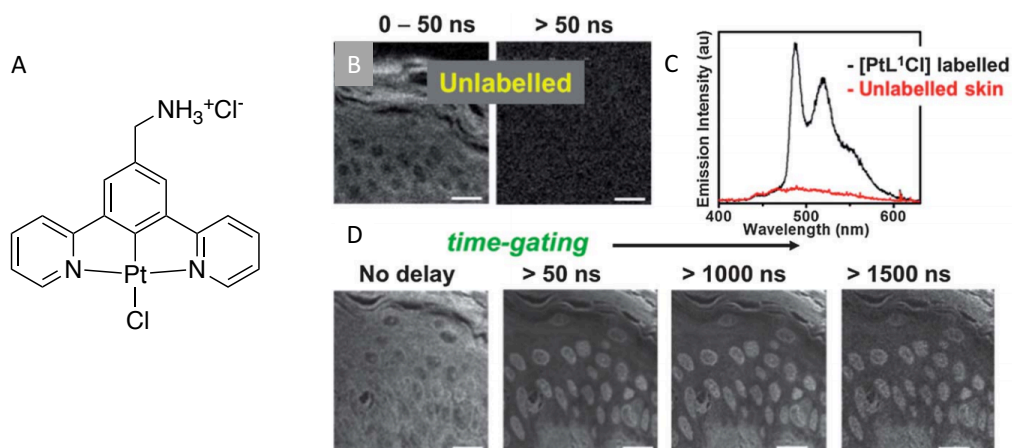 A
NH3+Cl-
N
Pt
N
Cl
0 – 50 ns
> 50 ns
B
Unlabelled
C
- [PtL1Cl] labelled
- Unlabelled skin
Emission Intensity (au)
400
500
600
Wavelength (nm)
D
time-gating
No delay
> 50 ns
> 1000 ns
> 1500 ns